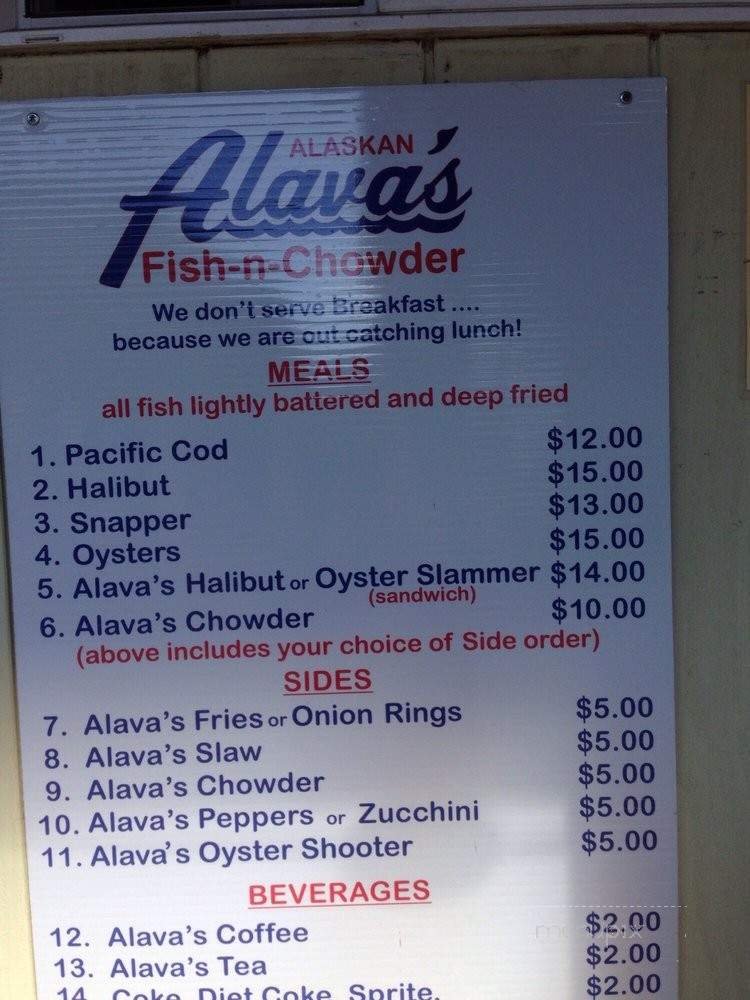 ALASKAN
Alava's
Fish-n-Chowder
We don't serve Breakfast ....
because we are out catching lunch!
MEALS
all fish lightly battered and deep fried
1. Pacific Cod $12.00
2. Halibut $15.00
3. Snapper $13.00
4. Oysters $15.00
5. Alava's Halibut or Oyster Slammer $14.00
(sandwich)
6. Alava's Chowder $10.00
(above includes your choice of Side order)
SIDES
7. Alava's Fries or Onion Rings $5.00
8. Alava's Slaw $5.00
9. Alava's Chowder $5.00
10. Alava's Peppers or Zucchini $5.00
11. Alava's Oyster Shooter $5.00
BEVERAGES
12. Alava's Coffee $2.00
13. Alava's Tea $2.00
14 Coke, Diet Coke, Sprite, $2.00